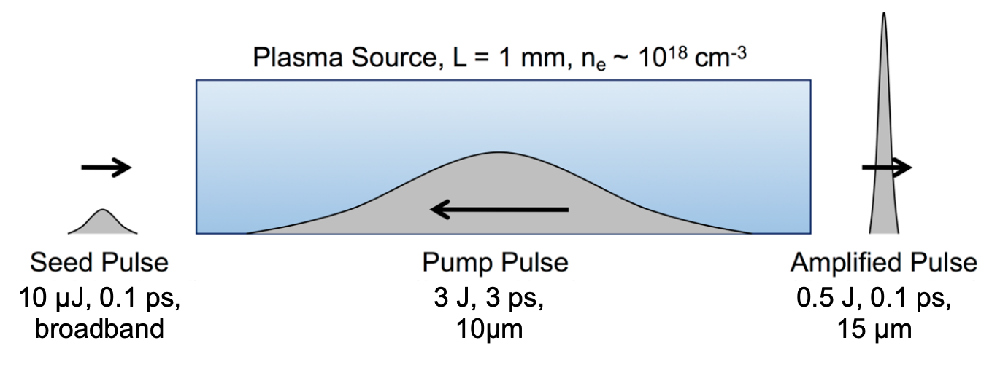 Plasma Source, L = 1 mm, nₑ ~ 10¹⁸ cm⁻³
Seed Pulse
10 µJ, 0.1 ps,
broadband
Pump Pulse
3 J, 3 ps,
10µm
Amplified Pulse
0.5 J, 0.1 ps,
15 µm